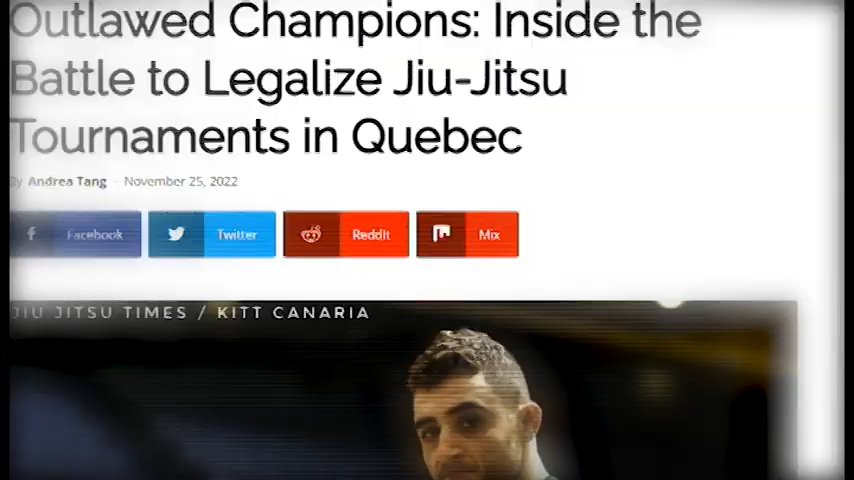 Outlawed Champions: Inside the
Battle to Legalize Jiu-Jitsu
Tournaments in Quebec
By Andrea Tang - November 25, 2022
Facebook
Twitter
ReddIt
Mix
JIU JITSU TIMES / KITT CANARIA